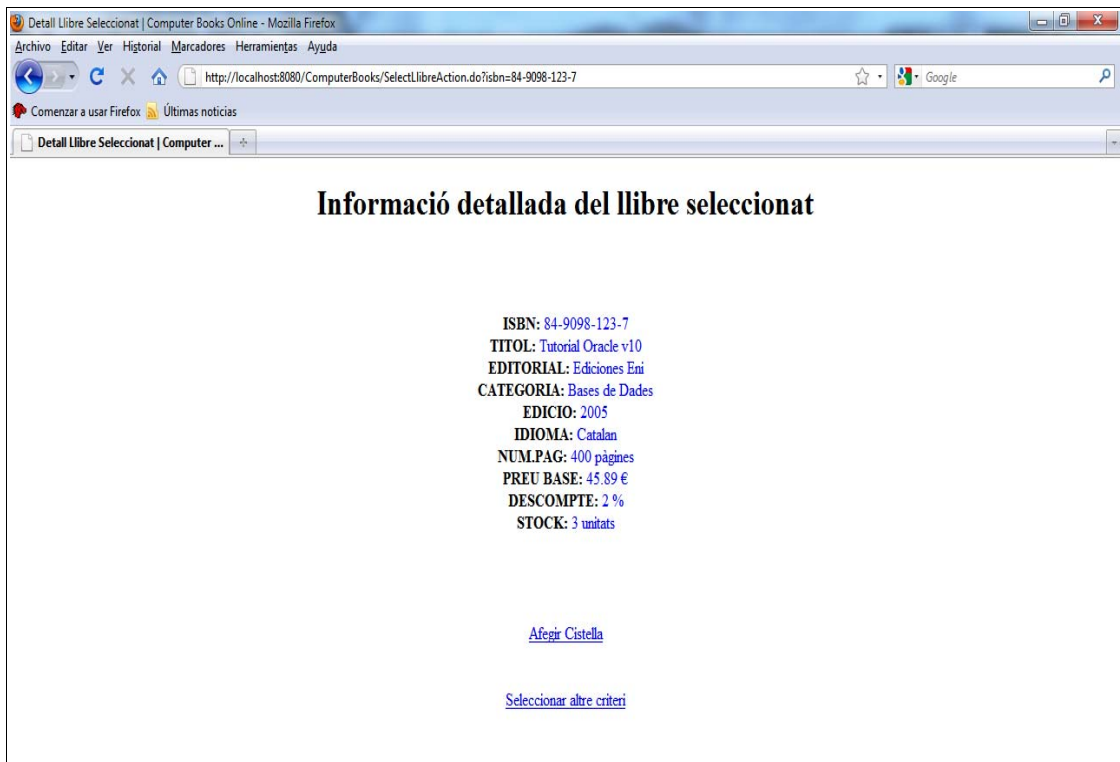 Detall Llibre Seleccionat | Computer Books Online - Mozilla Firefox
Archivo Editar Ver Historial Marcadores Herramientas Ayuda
http://localhost:8080/ComputerBooks/SelectLlibreAction.do?isbn=84-9098-123-7
Google
Comenzar a usar Firefox Últimas noticias
Detall Llibre Seleccionat | Computer ...
Informació detallada del llibre seleccionat
ISBN: 84-9098-123-7
TITOL: Tutorial Oracle v10
EDITORIAL: Ediciones Eni
CATEGORIA: Bases de Dades
EDICIO: 2005
IDIOMA: Catalan
NUM.PAG: 400 pàgines
PREU BASE: 45.89 €
DESCOMPTE: 2 %
STOCK: 3 unitats
Afegir Cistella
Seleccionar altre criteri